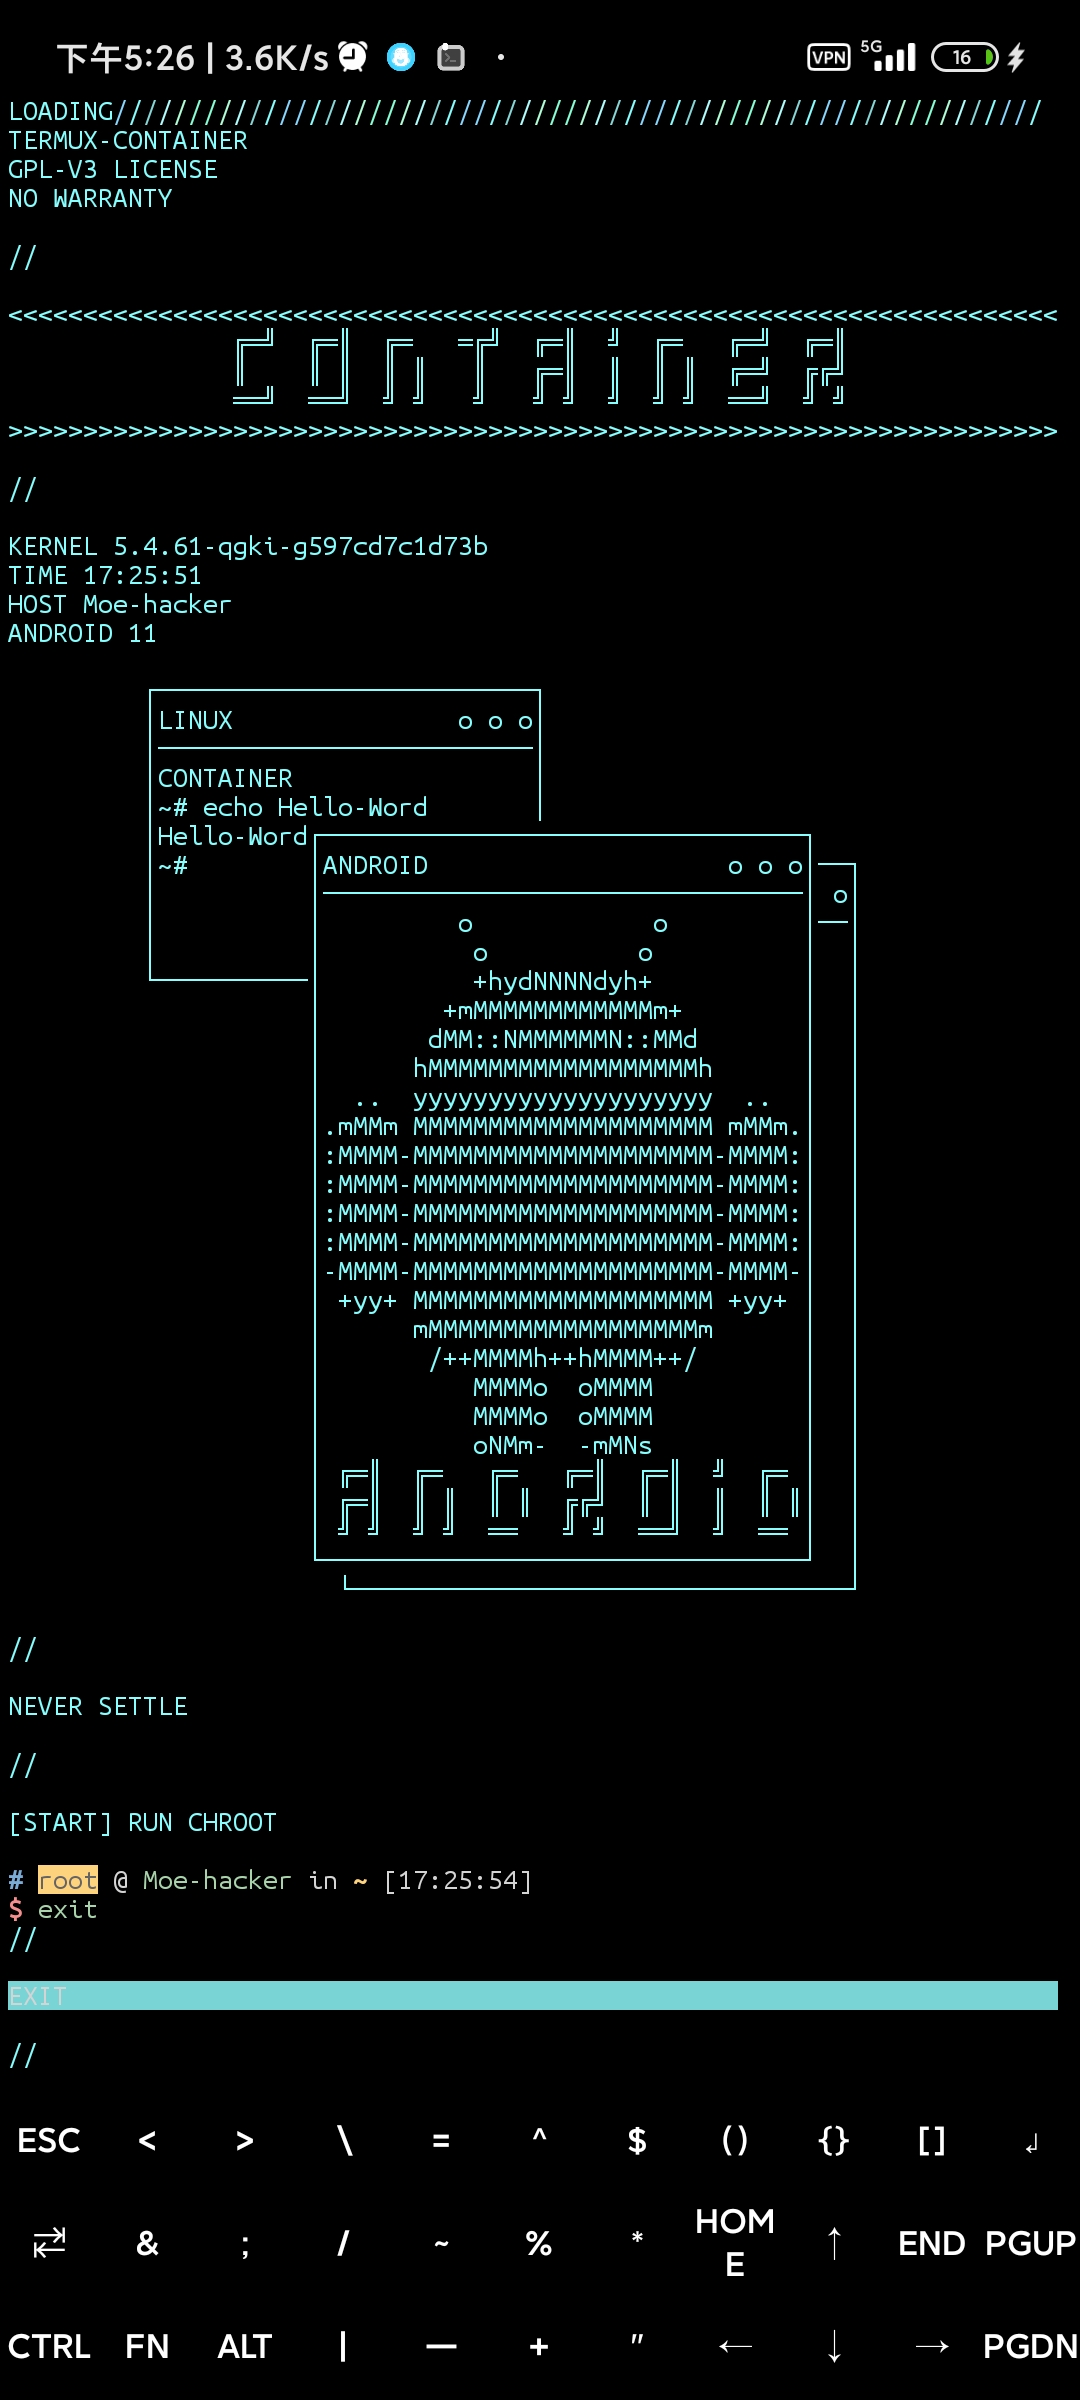 下午5:26 | 3.6K/s VPN 5G 16
LOADING//////////////////////////////////////////////////////////////
TERMUX-CONTAINER
GPL-V3 LICENSE
NO WARRANTY
//
<<<<<<<<<<<<<<<<<<<<<<<<<<<<<<<<<<<<<<<<<<<<<<<<<<<<<<<<<<<<<<<<<<<<<<
CONTAINER
>>>>>>>>>>>>>>>>>>>>>>>>>>>>>>>>>>>>>>>>>>>>>>>>>>>>>>>>>>>>>>>>>>>>>>
//
KERNEL 5.4.61-qgki-g597cd7c1d73b
TIME 17:25:51
HOST Moe-hacker
ANDROID 11
LINUX o o o
CONTAINER
~# echo Hello-Word
Hello-Word
~#
ANDROID o o o
o
o o
o o
+hydNNNNdyh+
+mMMMMMMMMMMMMm+
dMM::NMMMMMMN::MMd
hMMMMMMMMMMMMMMMMMMh
.. yyyyyyyyyyyyyyyyyyyy ..
.mMMm MMMMMMMMMMMMMMMMMMMM mMMm.
:MMMM-MMMMMMMMMMMMMMMMMMMM-MMMM:
:MMMM-MMMMMMMMMMMMMMMMMMMM-MMMM:
:MMMM-MMMMMMMMMMMMMMMMMMMM-MMMM:
:MMMM-MMMMMMMMMMMMMMMMMMMM-MMMM:
-MMMM-MMMMMMMMMMMMMMMMMMMM-MMMM-
+yy+ MMMMMMMMMMMMMMMMMMMM +yy+
mMMMMMMMMMMMMMMMMMMm
/++MMMMh++hMMMM++/
MMMMo oMMMM
MMMMo oMMMM
oNMm- -mMNs
ANDROID
//
NEVER SETTLE
//
[START] RUN CHROOT
# root @ Moe-hacker in ~ [17:25:54]
$ exit
//
EXIT
//
ESC < > \ = ^ $ () {} [] ↲
⇄ & ; / ~ % * HOME ↑ END PGUP
CTRL FN ALT | — + " ← ↓ → PGDN